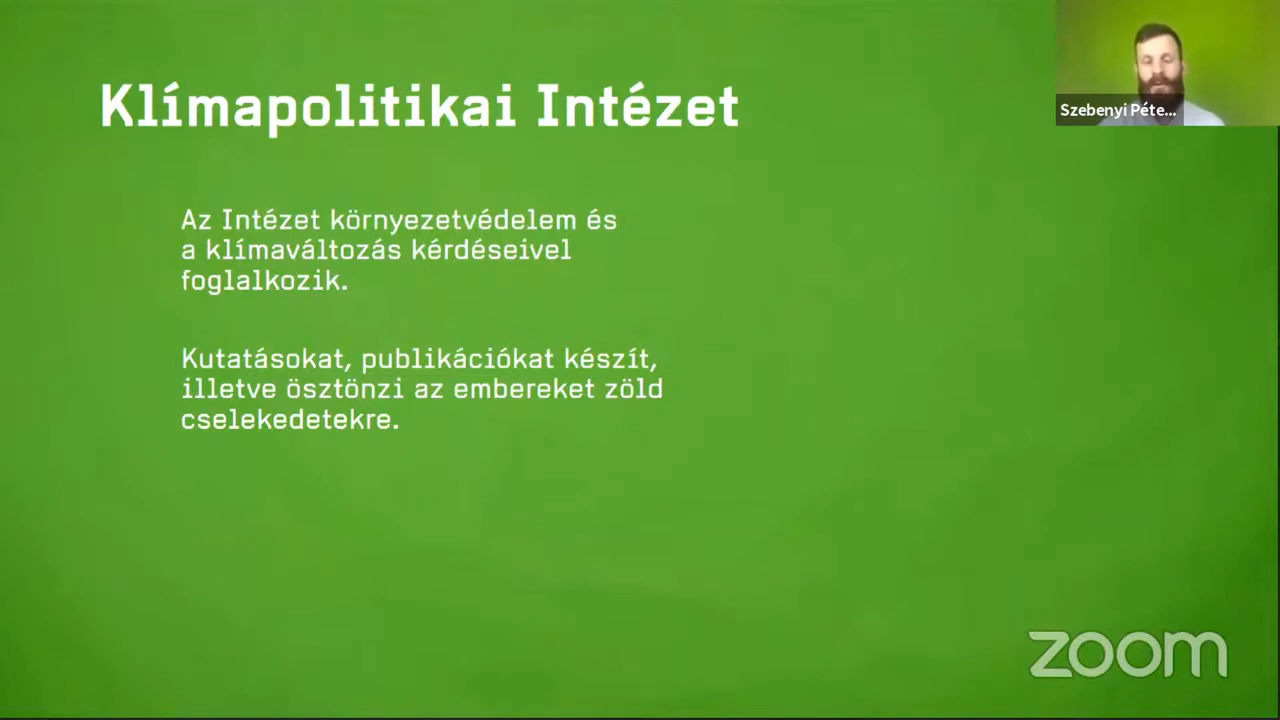 Klímapolitikai Intézet
Szebenyi Péte...
Az Intézet környezetvédelem és
a klímaváltozás kérdéseivel
foglalkozik.
Kutatásokat, publikációkat készít,
illetve ösztönzi az embereket zöld
cselekedetekre.
zoom